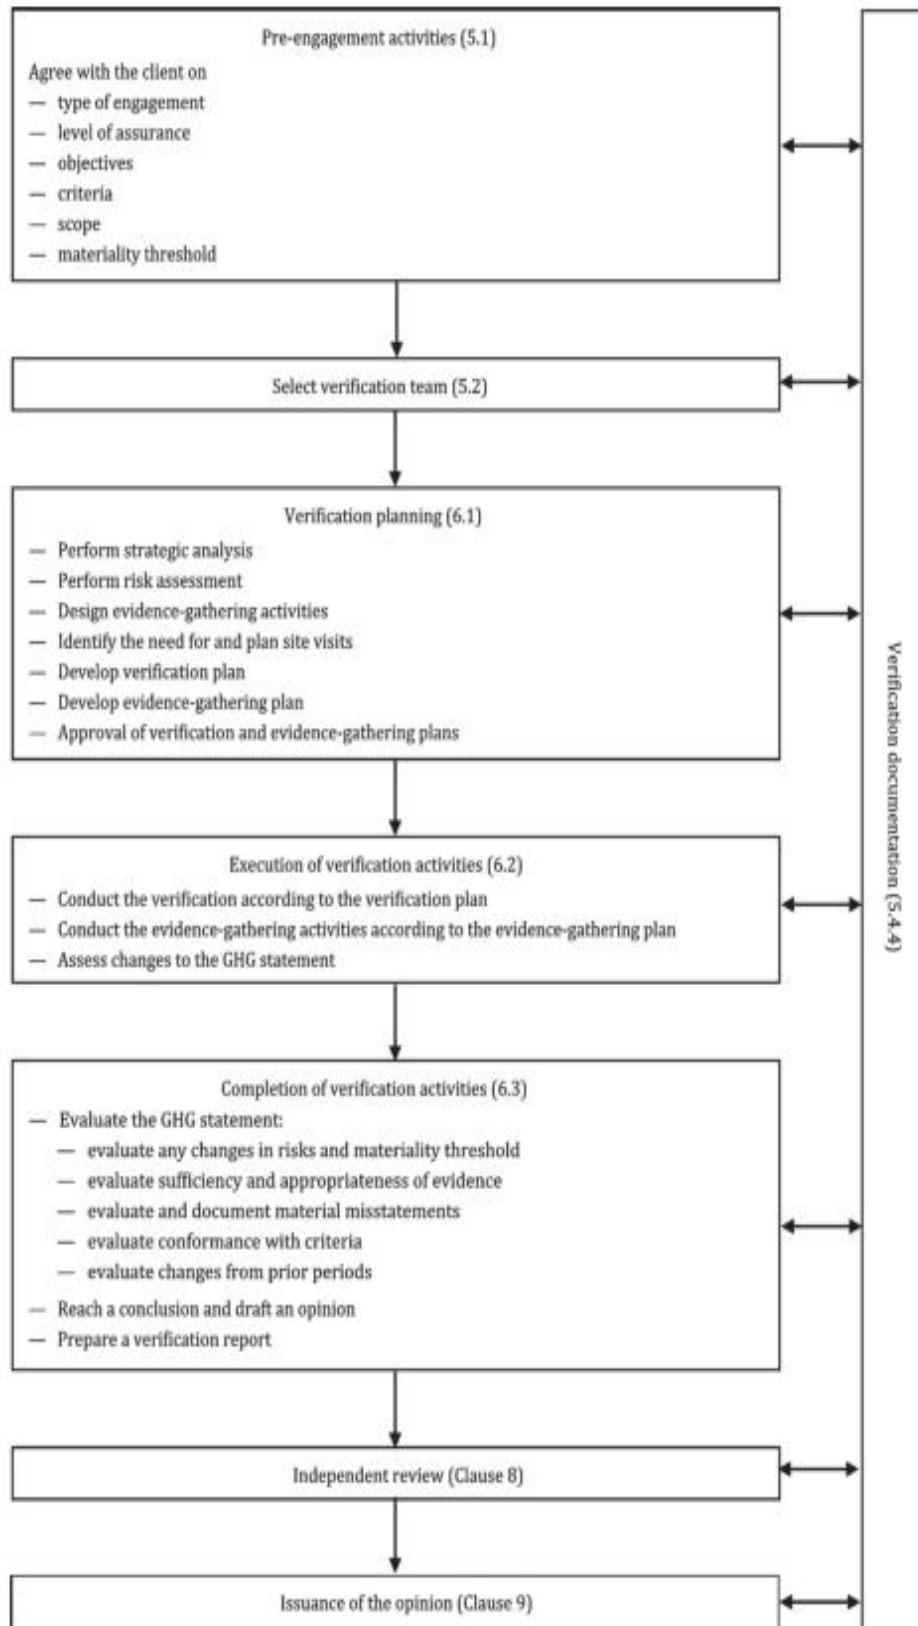 Pre-engagement activities (5.1)
Agree with the client on
— type of engagement
— level of assurance
— objectives
— criteria
— scope
— materiality threshold
Select verification team (5.2)
Verification planning (6.1)
— Perform strategic analysis
— Perform risk assessment
— Design evidence-gathering activities
— Identify the need for and plan site visits
— Develop verification plan
— Develop evidence-gathering plan
— Approval of verification and evidence-gathering plans
Execution of verification activities (6.2)
— Conduct the verification according to the verification plan
— Conduct the evidence-gathering activities according to the evidence-gathering plan
— Assess changes to the GHG statement
Completion of verification activities (6.3)
— Evaluate the GHG statement:
— evaluate any changes in risks and materiality threshold
— evaluate sufficiency and appropriateness of evidence
— evaluate and document material misstatements
— evaluate conformance with criteria
— evaluate changes from prior periods
— Reach a conclusion and draft an opinion
— Prepare a verification report
Independent review (Clause 8)
Issuance of the opinion (Clause 9)
Verification documentation (5.4.4)